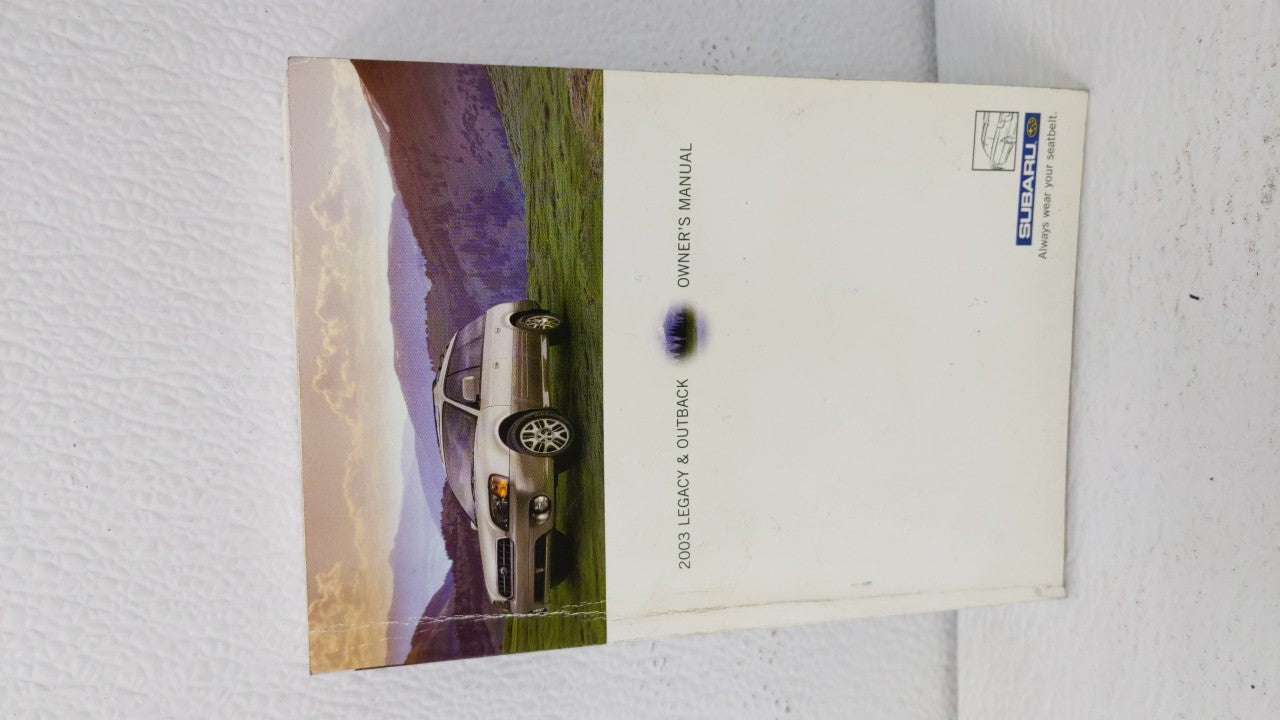 2003 LEGACY & OUTBACK OWNER'S MANUAL
SUBARU
Always wear your seatbelt.